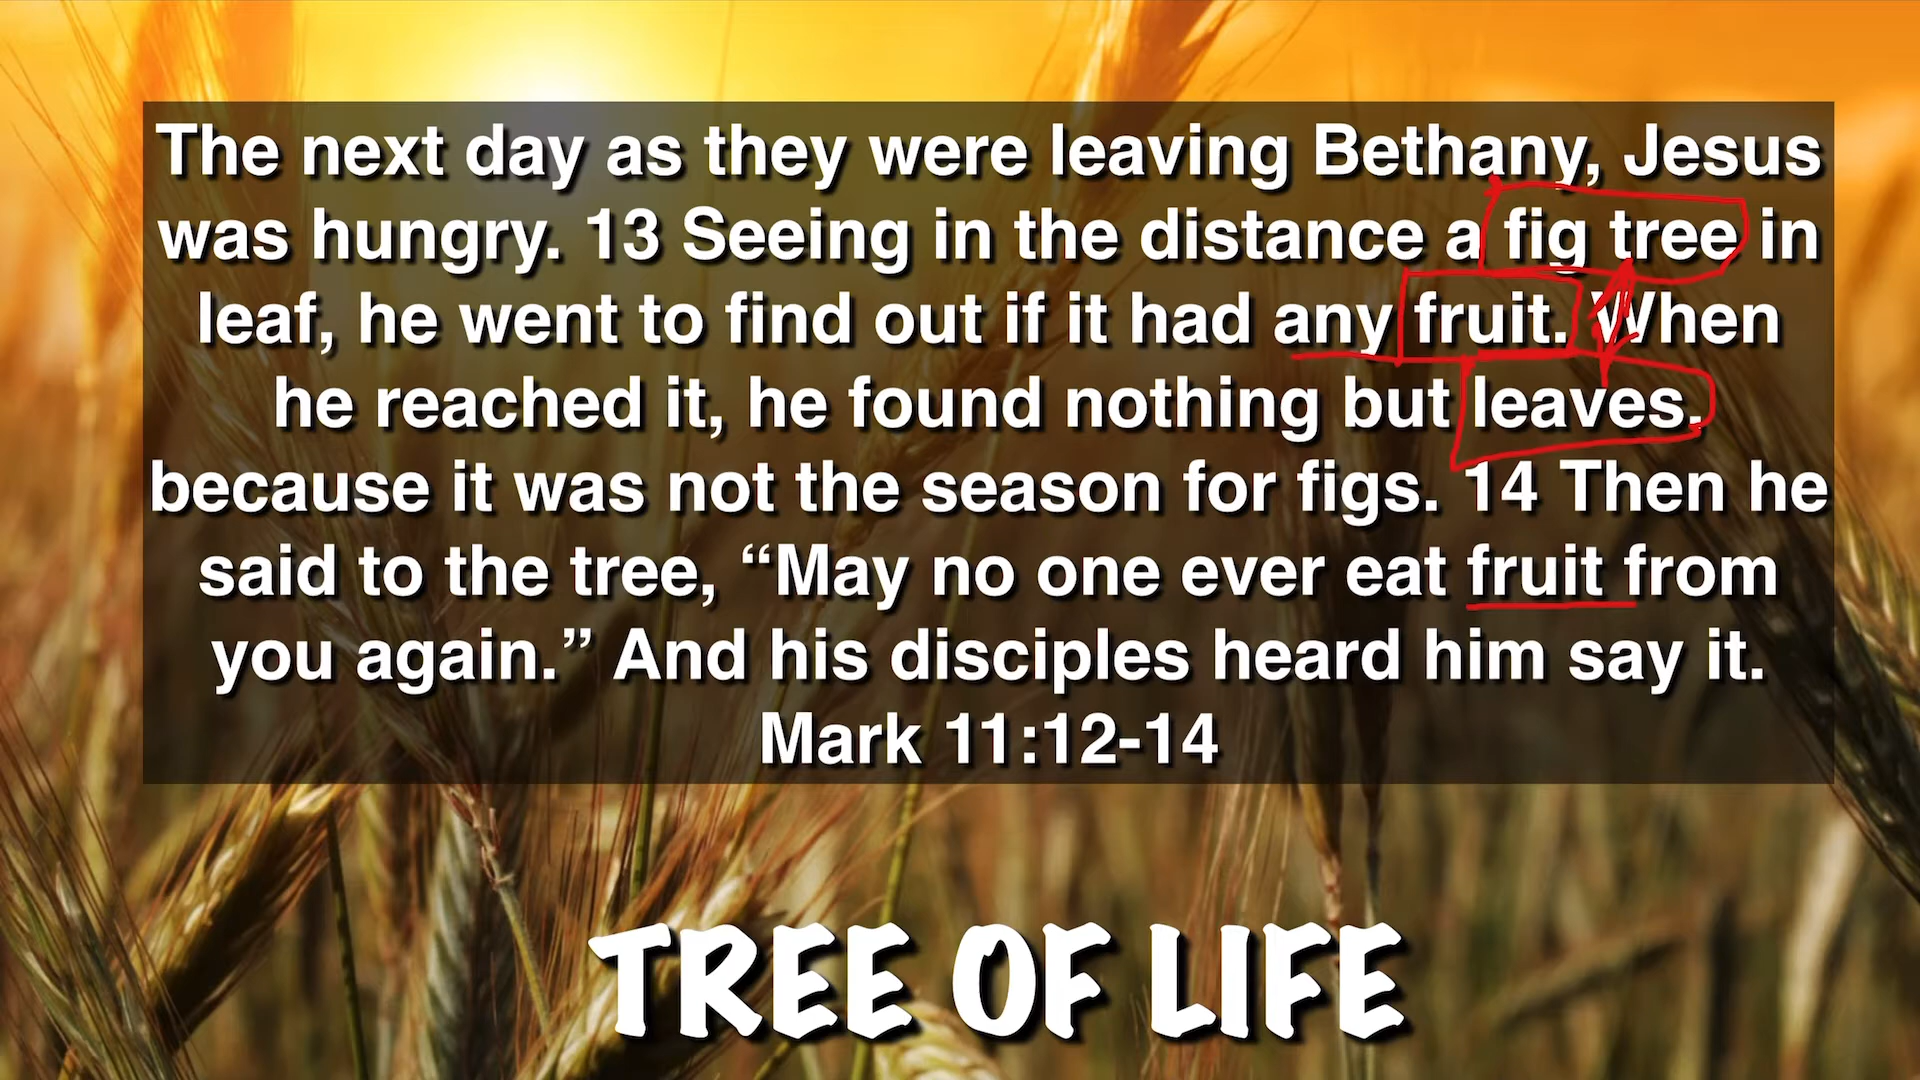 The next day as they were leaving Bethany, Jesus
was hungry. 13 Seeing in the distance a fig tree in
leaf, he went to find out if it had any fruit. When
he reached it, he found nothing but leaves.
because it was not the season for figs. 14 Then he
said to the tree, “May no one ever eat fruit from
you again.” And his disciples heard him say it.
Mark 11:12-14
TREE OF LIFE